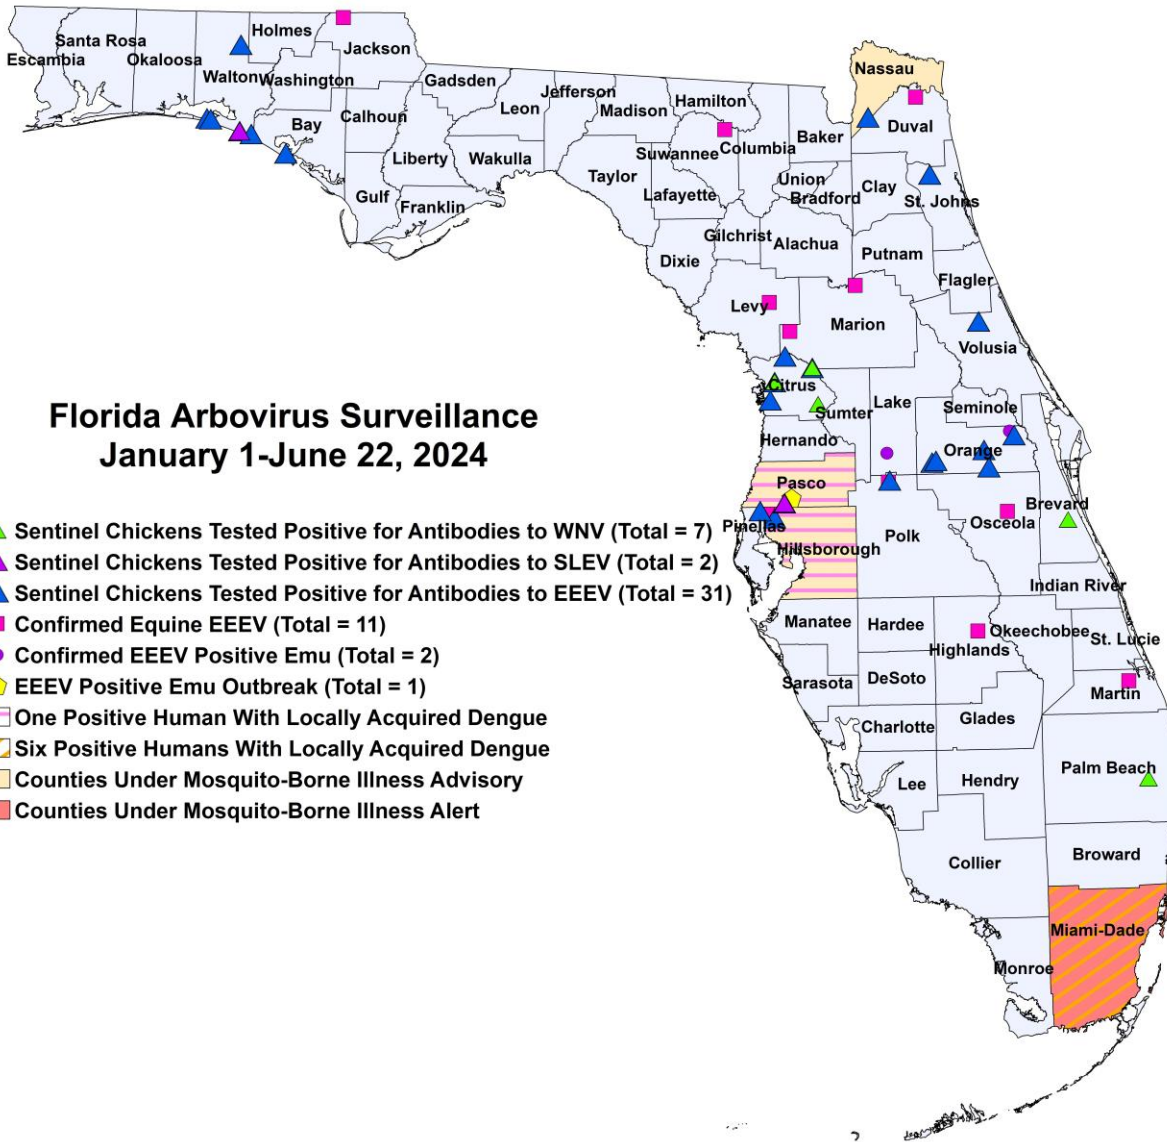 Holmes
Santa Rosa
Jackson
Escambia
Okaloosa
Walton
Washington
Nassau
Gadsden
Jefferson
Leon
Madison
Hamilton
Calhoun
Bay
Duval
Baker
Suwannee
Columbia
Liberty
Wakulla
Taylor
Union
Clay
Lafayette
Bradford
St. Johns
Gulf
Franklin
Gilchrist
Alachua
Putnam
Dixie
Flagler
Levy
Marion
Volusia
Citrus
Lake
Seminole
Sumter
Hernando
Orange
Pasco
Brevard
Osceola
Pinellas
Polk
Hillsborough
Indian River
Manatee
Hardee
Okeechobee
St. Lucie
Highlands
Sarasota
DeSoto
Martin
Charlotte
Glades
Palm Beach
Lee
Hendry
Broward
Collier
Miami-Dade
Monroe
Florida Arbovirus Surveillance
January 1-June 22, 2024
Sentinel Chickens Tested Positive for Antibodies to WNV (Total = 7)
Sentinel Chickens Tested Positive for Antibodies to SLEV (Total = 2)
Sentinel Chickens Tested Positive for Antibodies to EEEV (Total = 31)
Confirmed Equine EEEV (Total = 11)
Confirmed EEEV Positive Emu (Total = 2)
EEEV Positive Emu Outbreak (Total = 1)
One Positive Human With Locally Acquired Dengue
Six Positive Humans With Locally Acquired Dengue
Counties Under Mosquito-Borne Illness Advisory
Counties Under Mosquito-Borne Illness Alert